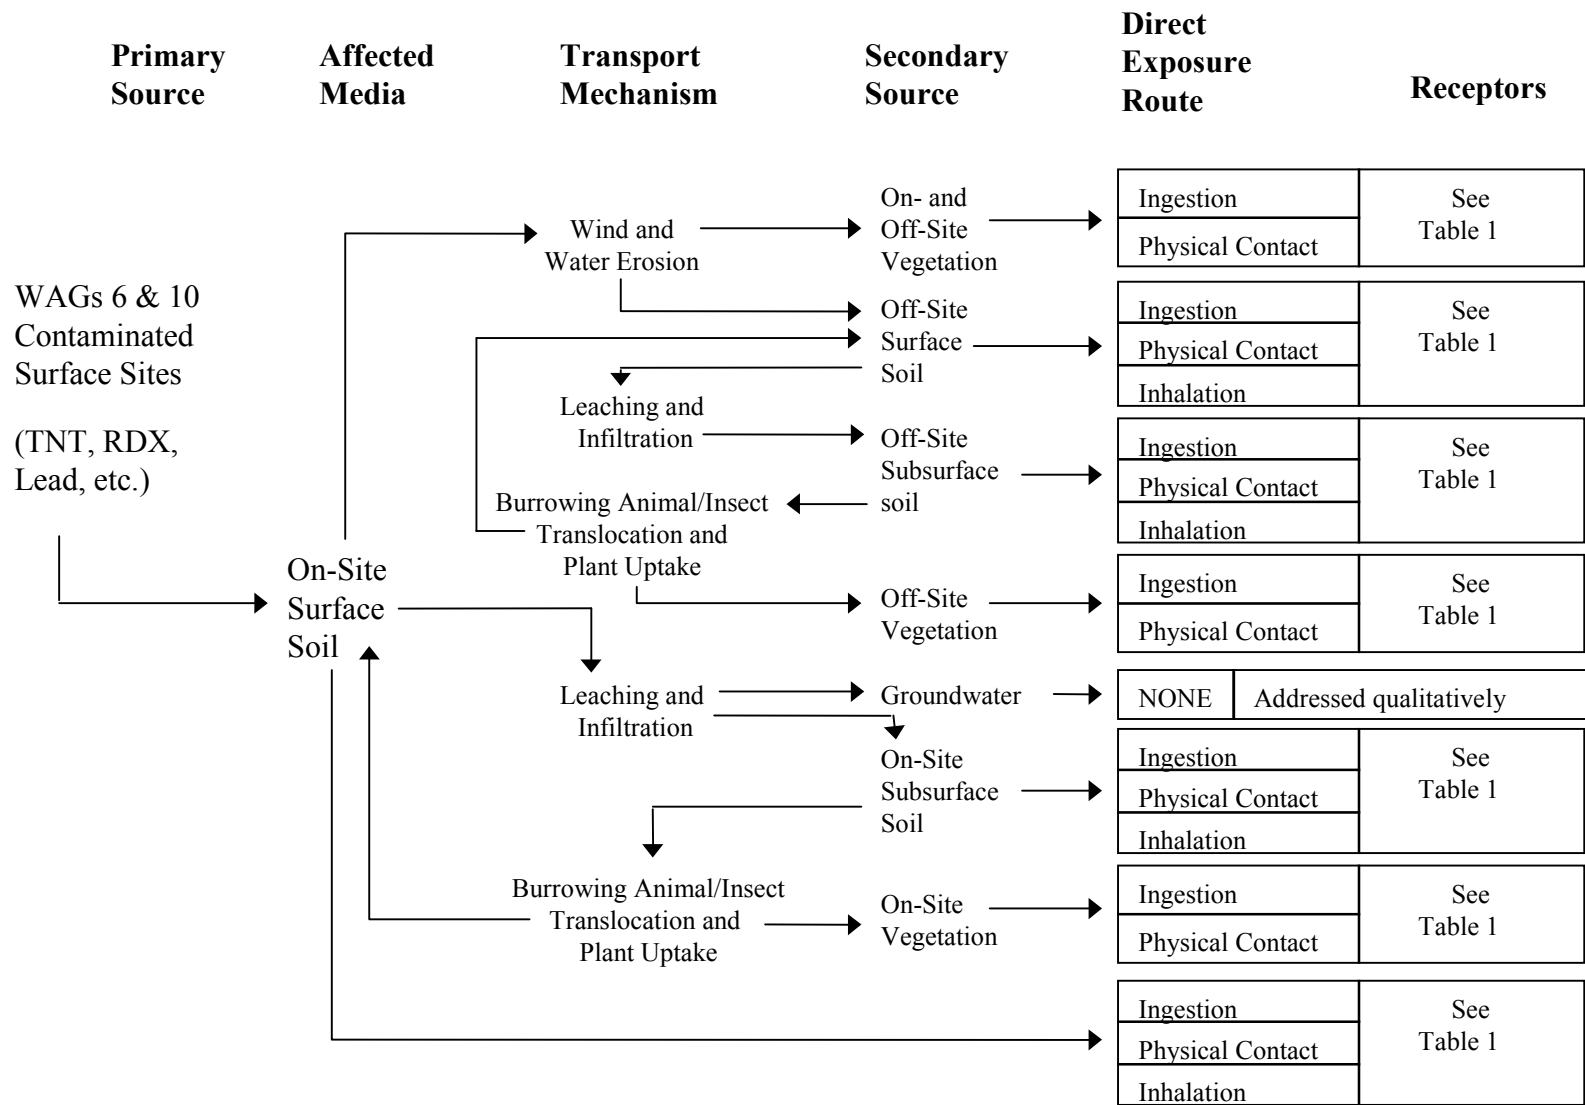 Primary
Source
Affected
Media
Transport
Mechanism
Secondary
Source
Direct
Exposure
Route
Receptors
WAGs 6 & 10
Contaminated
Surface Sites
(TNT, RDX,
Lead, etc.)
On-Site
Surface
Soil
Wind and
Water Erosion
On- and
Off-Site
Vegetation
Ingestion
Physical Contact
See
Table 1
Off-Site
Surface
Soil
Ingestion
Physical Contact
Inhalation
See
Table 1
Leaching and
Infiltration
Off-Site
Subsurface
soil
Ingestion
Physical Contact
Inhalation
See
Table 1
Burrowing Animal/Insect
Translocation and
Plant Uptake
Off-Site
Vegetation
Ingestion
Physical Contact
See
Table 1
Leaching and
Infiltration
Groundwater
NONE
Addressed qualitatively
On-Site
Subsurface
Soil
Ingestion
Physical Contact
Inhalation
See
Table 1
Burrowing Animal/Insect
Translocation and
Plant Uptake
On-Site
Vegetation
Ingestion
Physical Contact
See
Table 1
Ingestion
Physical Contact
Inhalation
See
Table 1